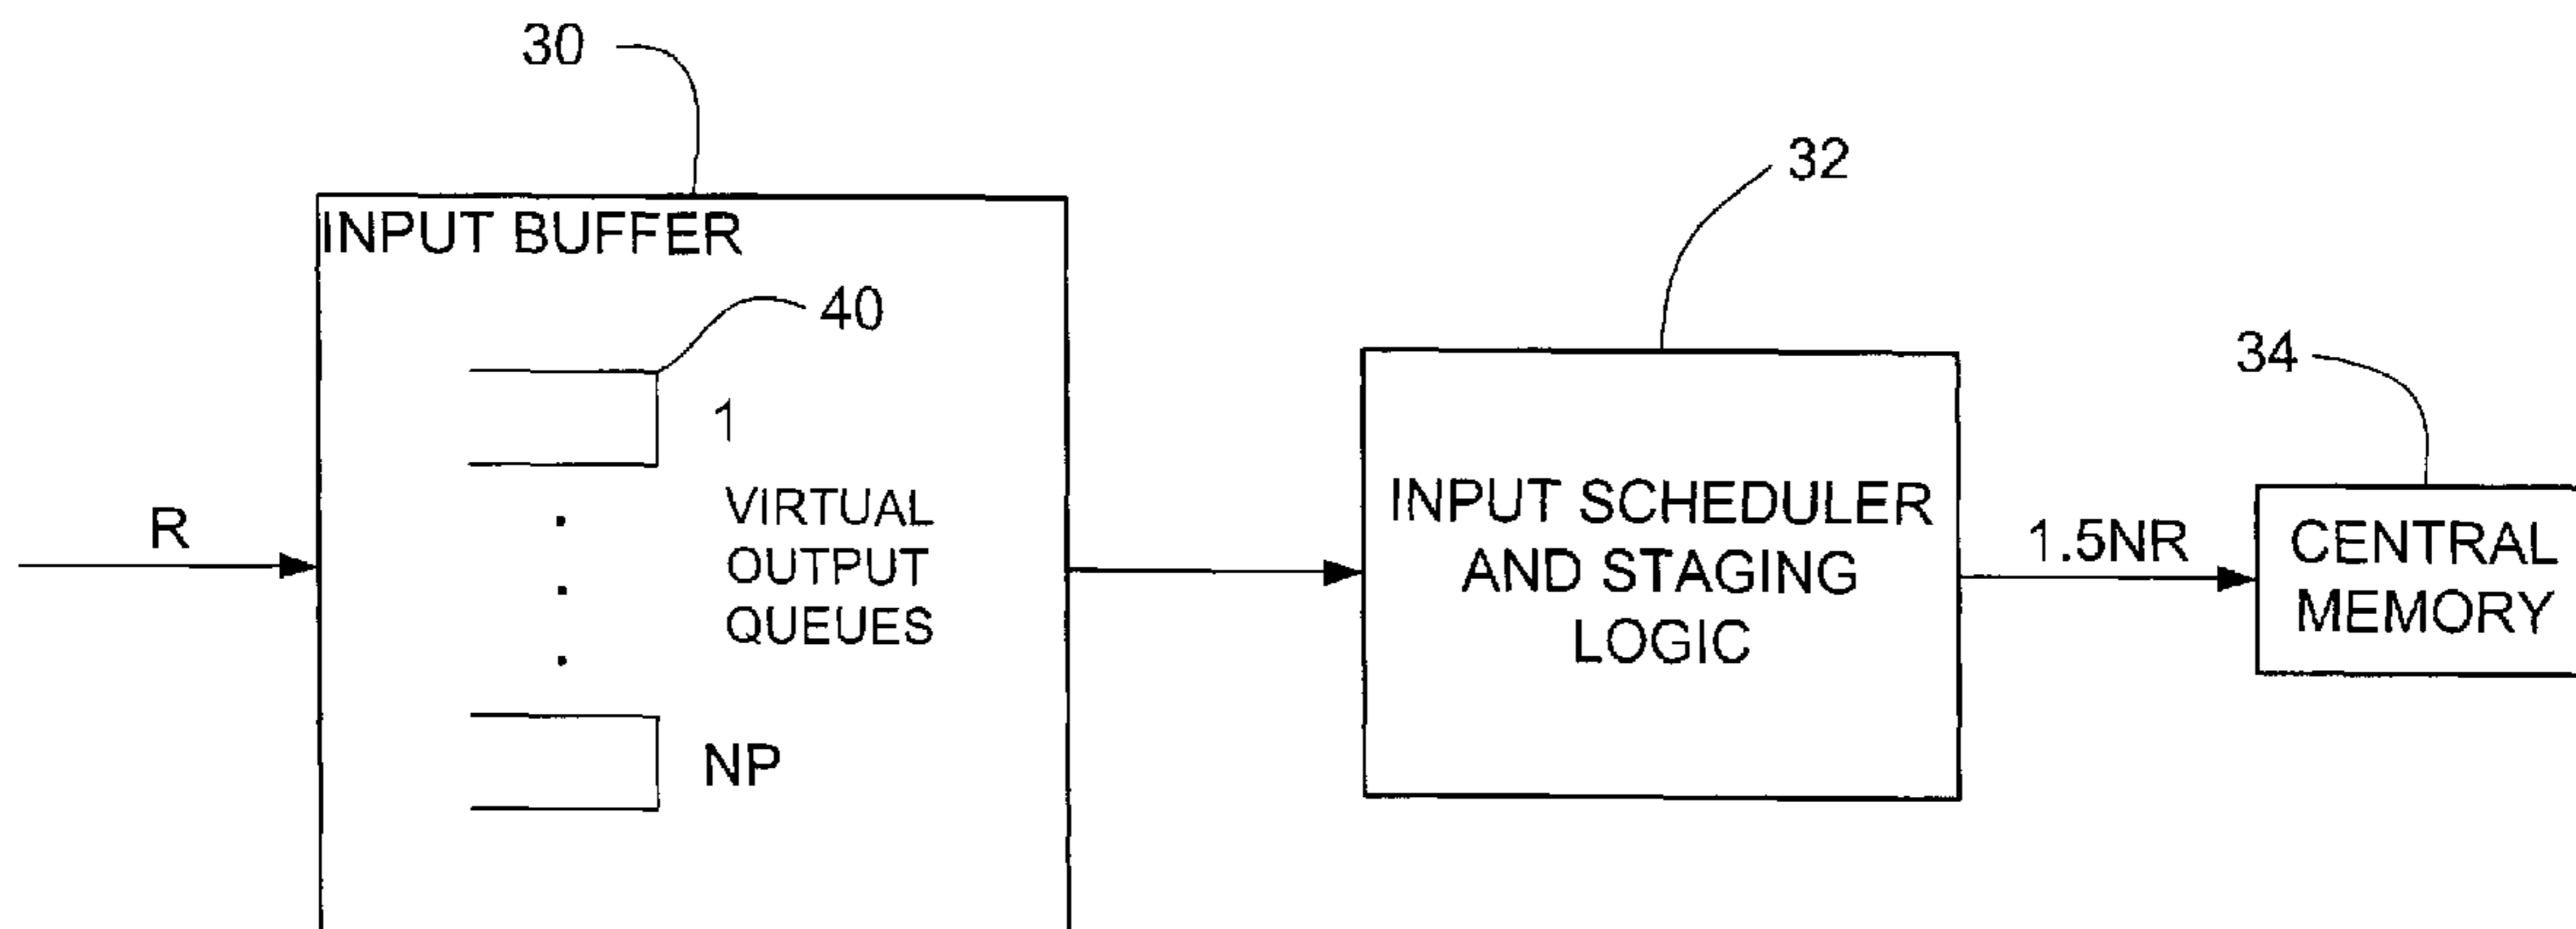 30
32
INPUT BUFFER
40
34
1
R
VIRTUAL
OUTPUT
QUEUES
NP
INPUT SCHEDULER
AND STAGING
LOGIC
1.5NR
CENTRAL
MEMORY